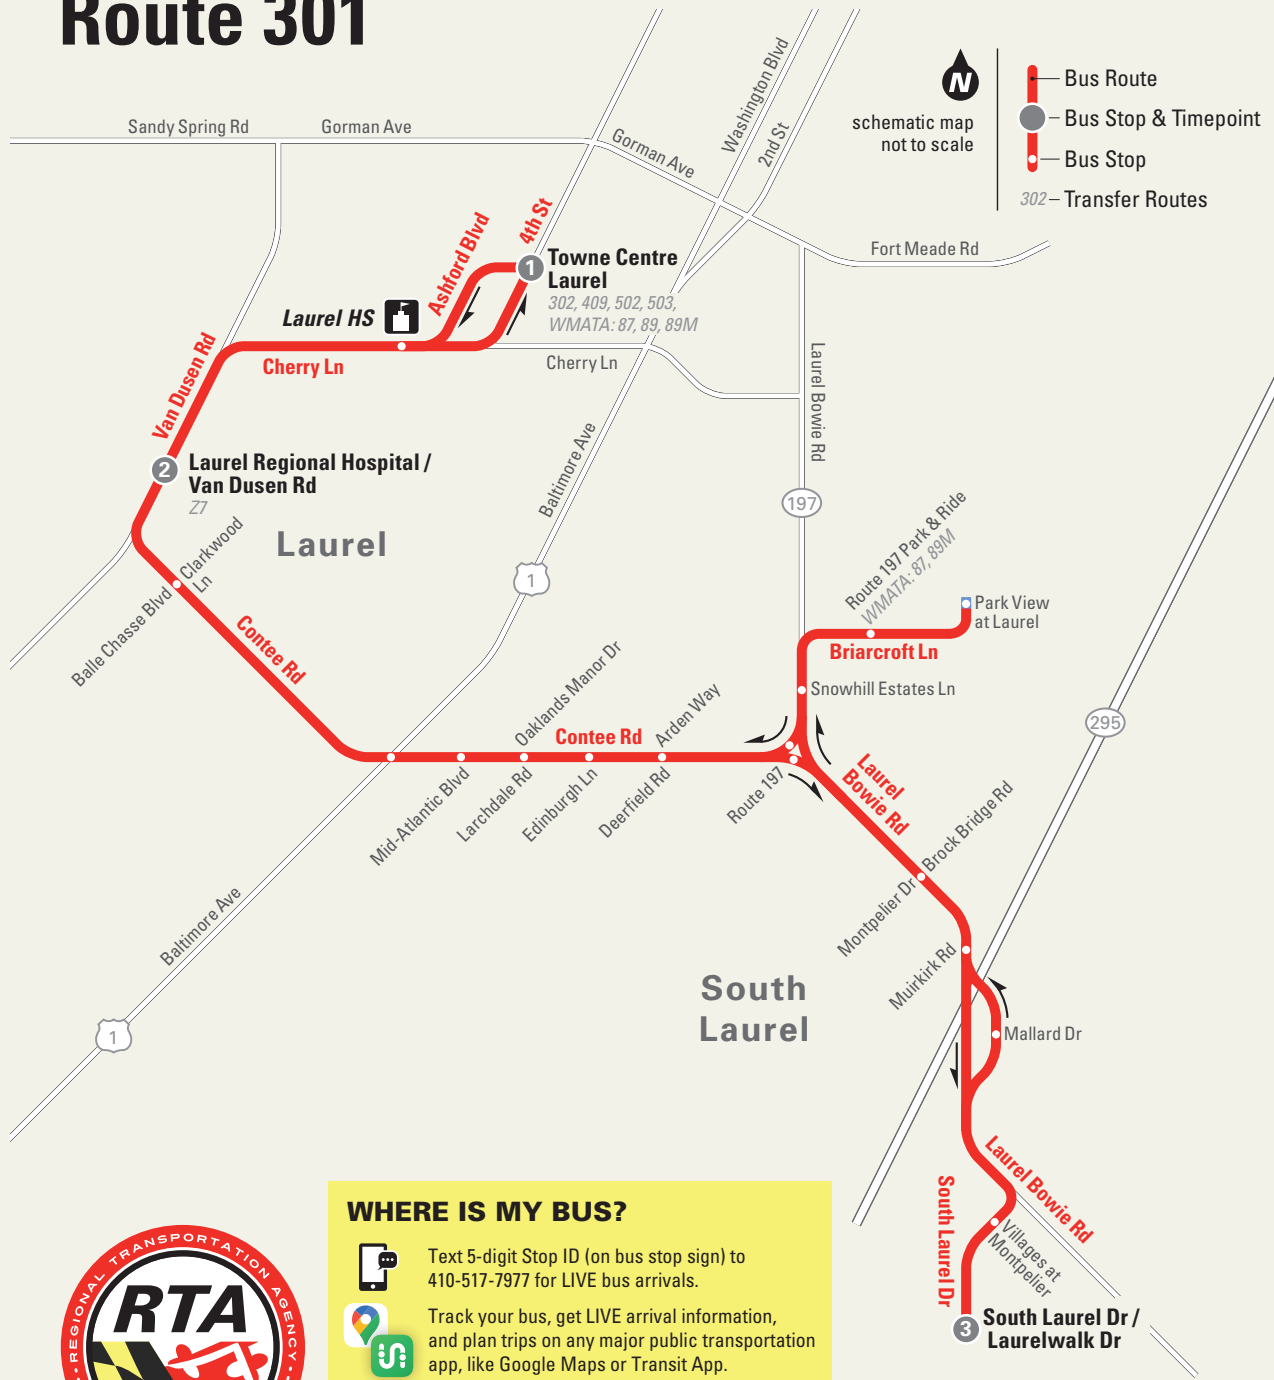 Route 301
N
schematic map
not to scale
Bus Route
Bus Stop & Timepoint
Bus Stop
302
Transfer Routes
Sandy Spring Rd
Gorman Ave
Gorman Ave
Washington Blvd
2nd St
Fort Meade Rd
Ashford Blvd
4th St
1
Towne Centre
Laurel
302, 409, 502, 503,
WMATA: 87, 89, 89M
Laurel HS
Cherry Ln
Cherry Ln
Laurel Bowie Rd
Van Dusen Rd
2
Laurel Regional Hospital /
Van Dusen Rd
Z7
Baltimore Ave
197
Laurel
Clarkwood
Ln
Balle Chasse Blvd
1
Route 197 Park & Ride
WMATA: 87, 89M
Park View
at Laurel
Briarcroft Ln
Contee Rd
Snowhill Estates Ln
Oaklands Manor Dr
Contee Rd
Arden Way
295
Mid-Atlantic Blvd
Larchdale Rd
Edinburgh Ln
Deerfield Rd
Route 197
Laurel
Bowie Rd
Brock Bridge Rd
Montpelier Dr
Baltimore Ave
Muirkirk Rd
South
Laurel
1
Mallard Dr
Laurel Bowie Rd
South Laurel Dr
Villages at
Montpelier
3
South Laurel Dr /
Laurelwalk Dr
WHERE IS MY BUS?
Text 5-digit Stop ID (on bus stop sign) to
410-517-7977 for LIVE bus arrivals.
Track your bus, get LIVE arrival information,
and plan trips on any major public transportation
app, like Google Maps or Transit App.
REGIONAL TRANSPORTATION AGENCY
RTA